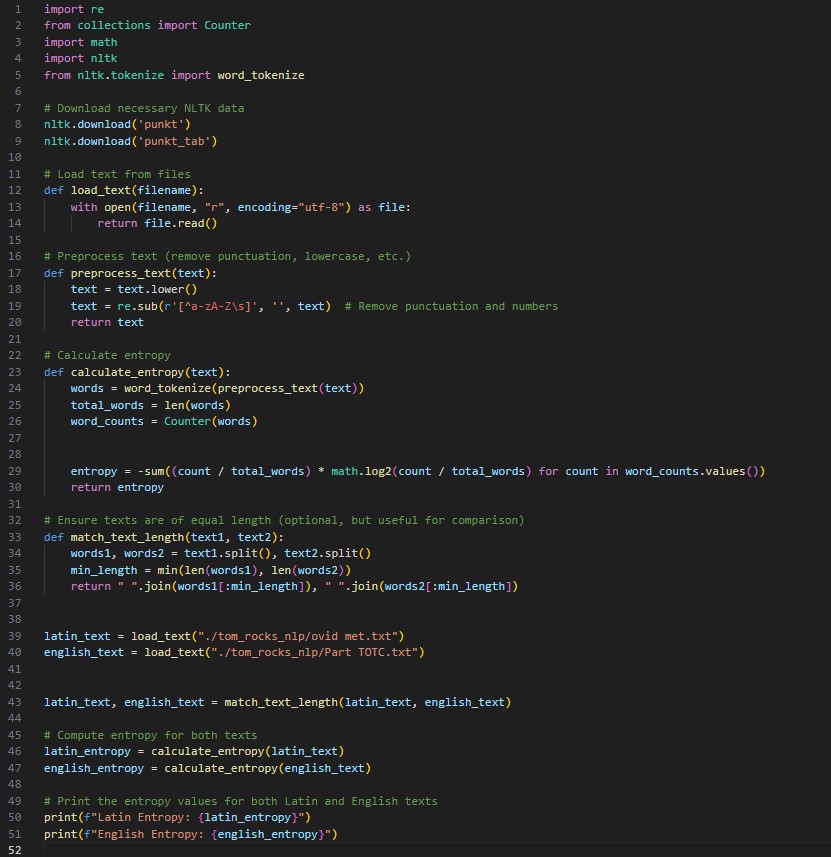 1 import re
2 from collections import Counter
3 import math
4 import nltk
5 from nltk.tokenize import word_tokenize
6
7 # Download necessary NLTK data
8 nltk.download('punkt')
9 nltk.download('punkt_tab')
10
11 # Load text from files
12 def load_text(filename):
13     with open(filename, "r", encoding="utf-8") as file:
14         return file.read()
15
16 # Preprocess text (remove punctuation, lowercase, etc.)
17 def preprocess_text(text):
18     text = text.lower()
19     text = re.sub(r'[^a-zA-Z\s]', '', text)  # Remove punctuation and numbers
20     return text
21
22 # Calculate entropy
23 def calculate_entropy(text):
24     words = word_tokenize(preprocess_text(text))
25     total_words = len(words)
26     word_counts = Counter(words)
27
28
29     entropy = -sum((count / total_words) * math.log2(count / total_words) for count in word_counts.values())
30     return entropy
31
32 # Ensure texts are of equal length (optional, but useful for comparison)
33 def match_text_length(text1, text2):
34     words1, words2 = text1.split(), text2.split()
35     min_length = min(len(words1), len(words2))
36     return " ".join(words1[:min_length]), " ".join(words2[:min_length])
37
38
39 latin_text = load_text("./tom_rocks_nlp/ovid met.txt")
40 english_text = load_text("./tom_rocks_nlp/Part TOTC.txt")
41
42
43 latin_text, english_text = match_text_length(latin_text, english_text)
44
45 # Compute entropy for both texts
46 latin_entropy = calculate_entropy(latin_text)
47 english_entropy = calculate_entropy(english_text)
48
49 # Print the entropy values for both Latin and English texts
50 print(f"Latin Entropy: {latin_entropy}")
51 print(f"English Entropy: {english_entropy}")
52